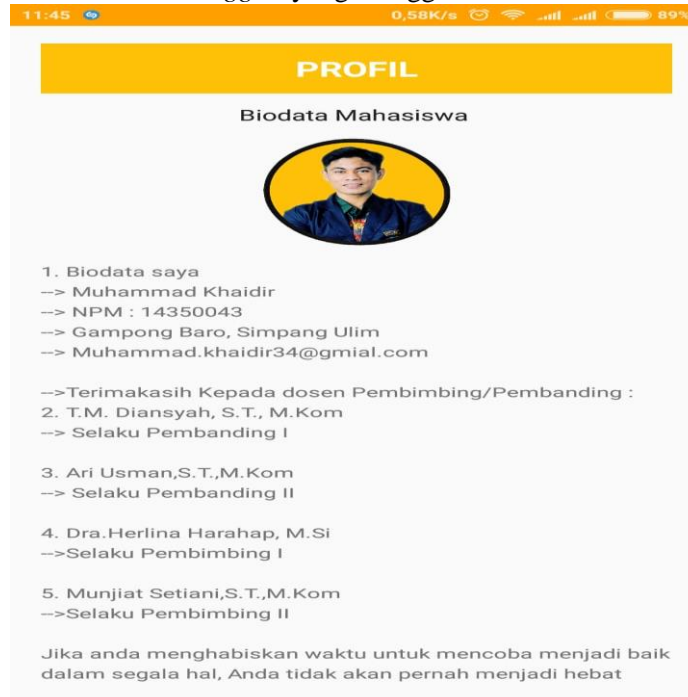 11:45 0,58K/s 89%
PROFIL
Biodata Mahasiswa
1. Biodata saya
--> Muhammad Khaidir
--> NPM : 14350043
--> Gampong Baro, Simpang Ulim
--> Muhammad.khaidir34@gmial.com
-->Terimakasih Kepada dosen Pembimbing/Pembanding :
2. T.M. Diansyah, S.T., M.Kom
--> Selaku Pembanding I
3. Ari Usman,S.T.,M.Kom
--> Selaku Pembanding II
4. Dra.Herlina Harahap, M.Si
-->Selaku Pembimbing I
5. Munjiat Setiani,S.T.,M.Kom
-->Selaku Pembimbing II
Jika anda menghabiskan waktu untuk mencoba menjadi baik
dalam segala hal, Anda tidak akan pernah menjadi hebat